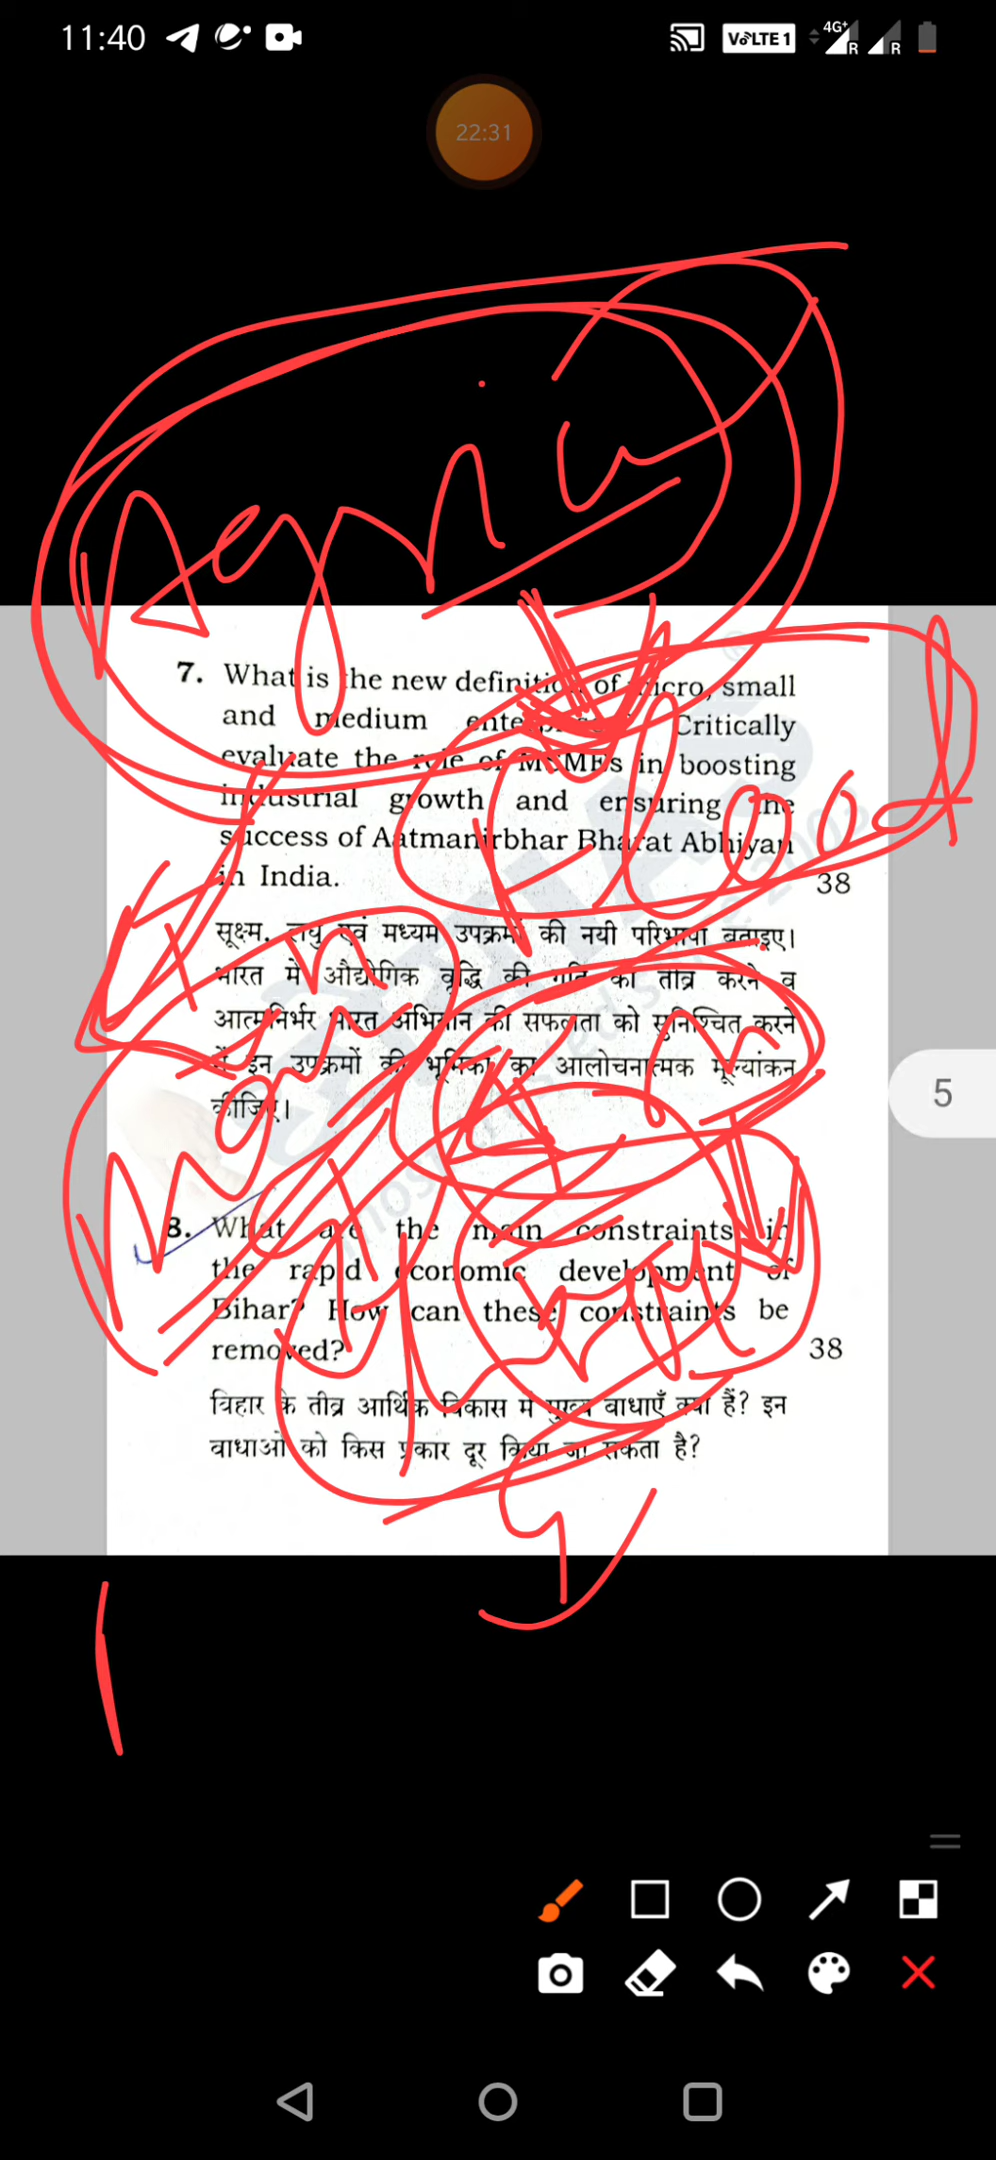 11:40
VoLTE 1
4G+
R
R
22:31
Agri
7. What is the new definition of micro, small
and medium enterprises? Critically
evaluate the role of MSMEs in boosting
industrial growth and ensuring the
success of Aatmanirbhar Bharat Abhiyan
in India. 38
Flood
सूक्ष्म, लघु एवं मध्यम उपक्रमों की नयी परिभाषा बताइए।
भारत में औद्योगिक वृद्धि की गति को तीव्र करने व
आत्मनिर्भर भारत अभियान की सफलता को सुनिश्चित करने
में इन उपक्रमों की भूमिका का आलोचनात्मक मूल्यांकन
कीजिए।
5
8. What are the main constraints in
the rapid economic development of
Bihar? How can these constraints be
removed? 38
बिहार के तीव्र आर्थिक विकास में मुख्य बाधाएँ क्या हैं? इन
बाधाओं को किस प्रकार दूर किया जा सकता है?